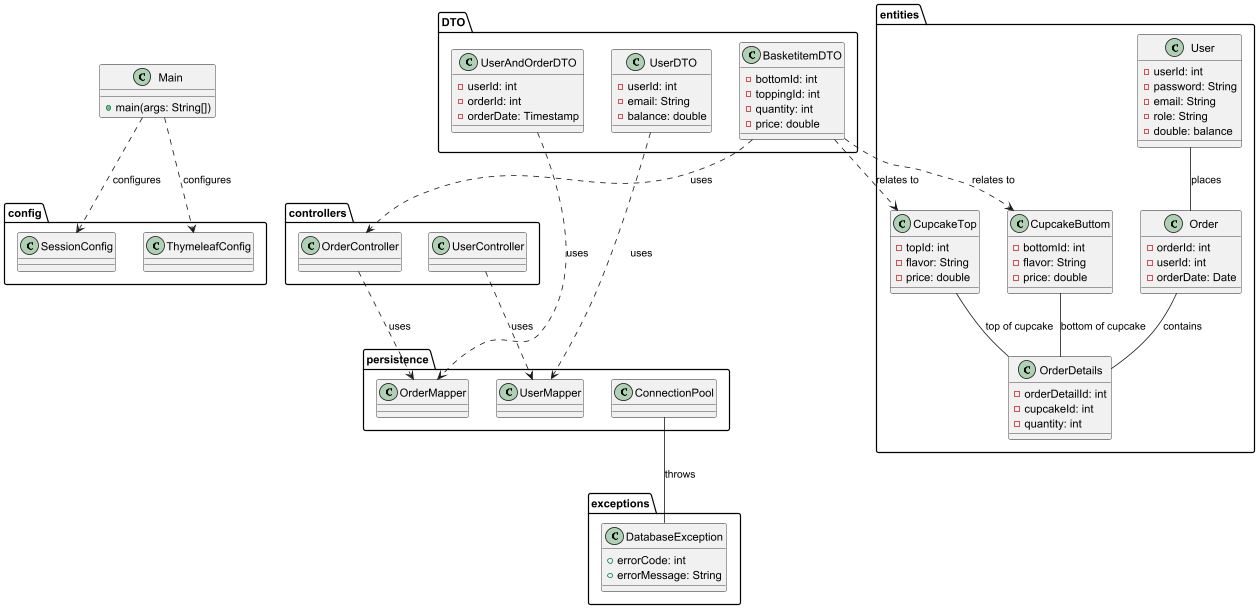 DTO
C UserAndOrderDTO
userId: int
orderId: int
orderDate: Timestamp
C UserDTO
userId: int
email: String
balance: double
C BasketitemDTO
bottomId: int
toppingId: int
quantity: int
price: double
entities
C User
userId: int
password: String
email: String
role: String
double: balance
C Main
main(args: String[])
configures
configures
uses
relates to
relates to
places
config
C SessionConfig
C ThymeleafConfig
controllers
C OrderController
C UserController
uses
uses
C CupcakeTop
topId: int
flavor: String
price: double
C CupcakeButtom
bottomId: int
flavor: String
price: double
C Order
orderId: int
userId: int
orderDate: Date
uses
uses
top of cupcake
bottom of cupcake
contains
persistence
C OrderMapper
C UserMapper
C ConnectionPool
C OrderDetails
orderDetailId: int
cupcakeId: int
quantity: int
throws
exceptions
C DatabaseException
errorCode: int
errorMessage: String